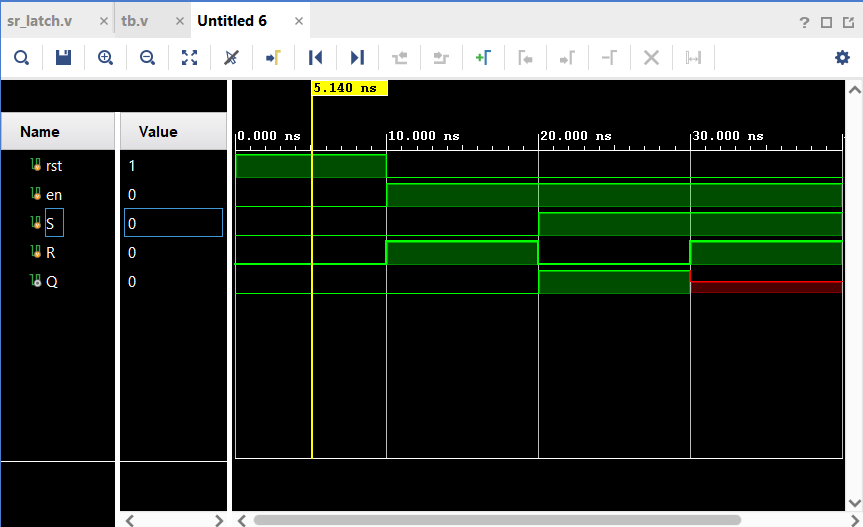 sr_latch.v × tb.v × Untitled 6 ×
?
5.140 ns
Name Value
0.000 ns 10.000 ns 20.000 ns 30.000 ns
rst 1
en 0
S 0
R 0
Q 0